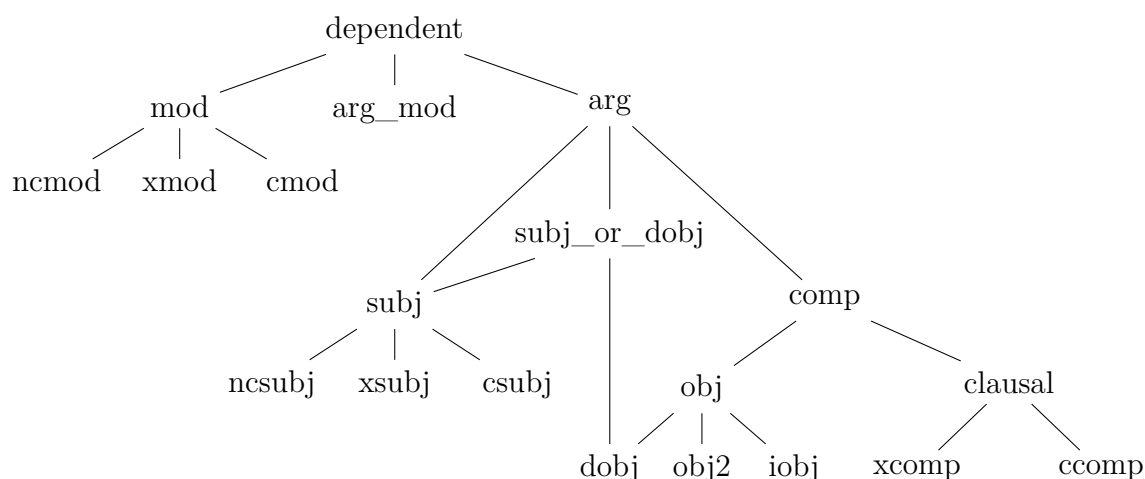 dependent
mod arg_mod arg
ncmod xmod cmod
subj_or_dobj
subj comp
ncsubj xsubj csubj obj clausal
dobj obj2 iobj xcomp ccomp